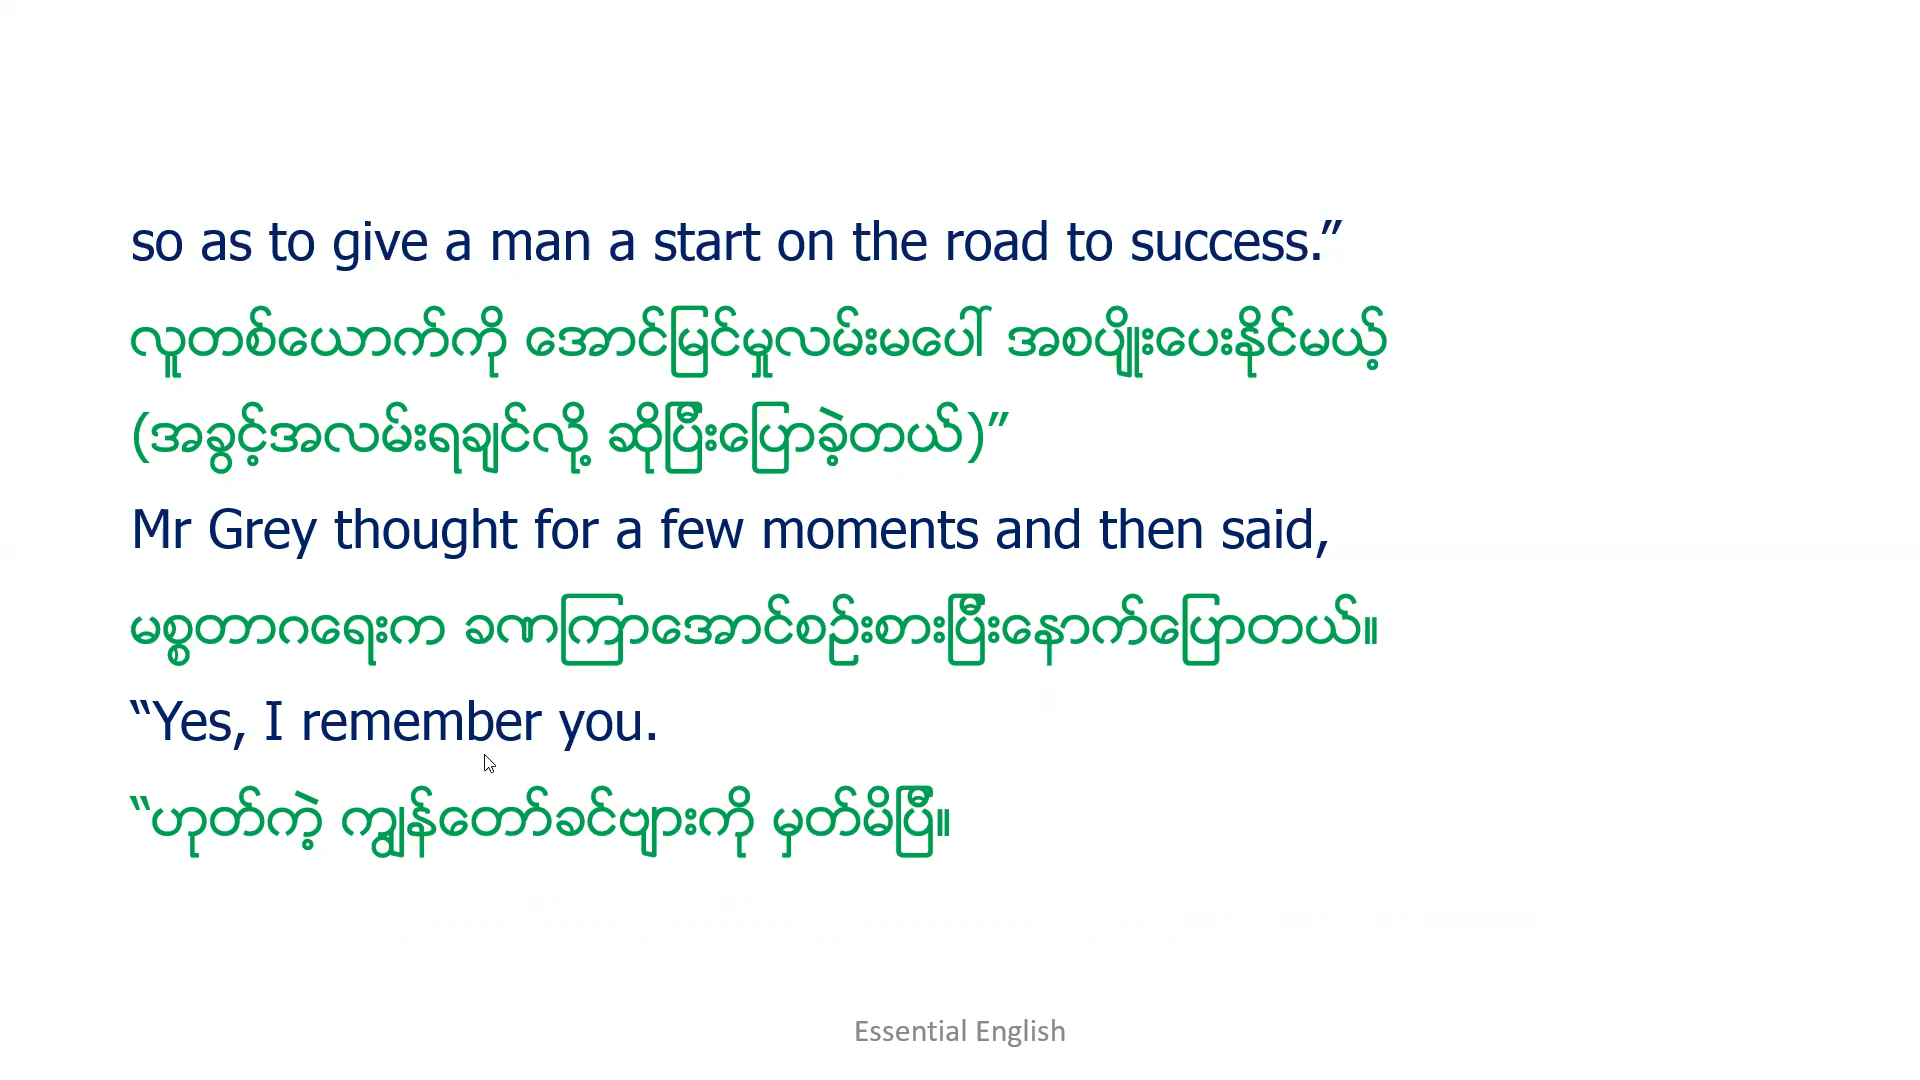 so as to give a man a start on the road to success.”
လူတစ်ယောက်ကို အောင်မြင်မှုလမ်းမပေါ် အစပျိုးပေးနိုင်မယ့်
(အခွင့်အလမ်းရချင်လို့ ဆိုပြီးပြောခဲ့တယ်)”
Mr Grey thought for a few moments and then said,
မစ္စတာဂရေးက ခဏကြာအောင်စဉ်းစားပြီးနောက်ပြောတယ်။
“Yes, I remember you.
“ဟုတ်ကဲ့ ကျွန်တော်ခင်ဗျားကို မှတ်မိပြီ။
Essential English